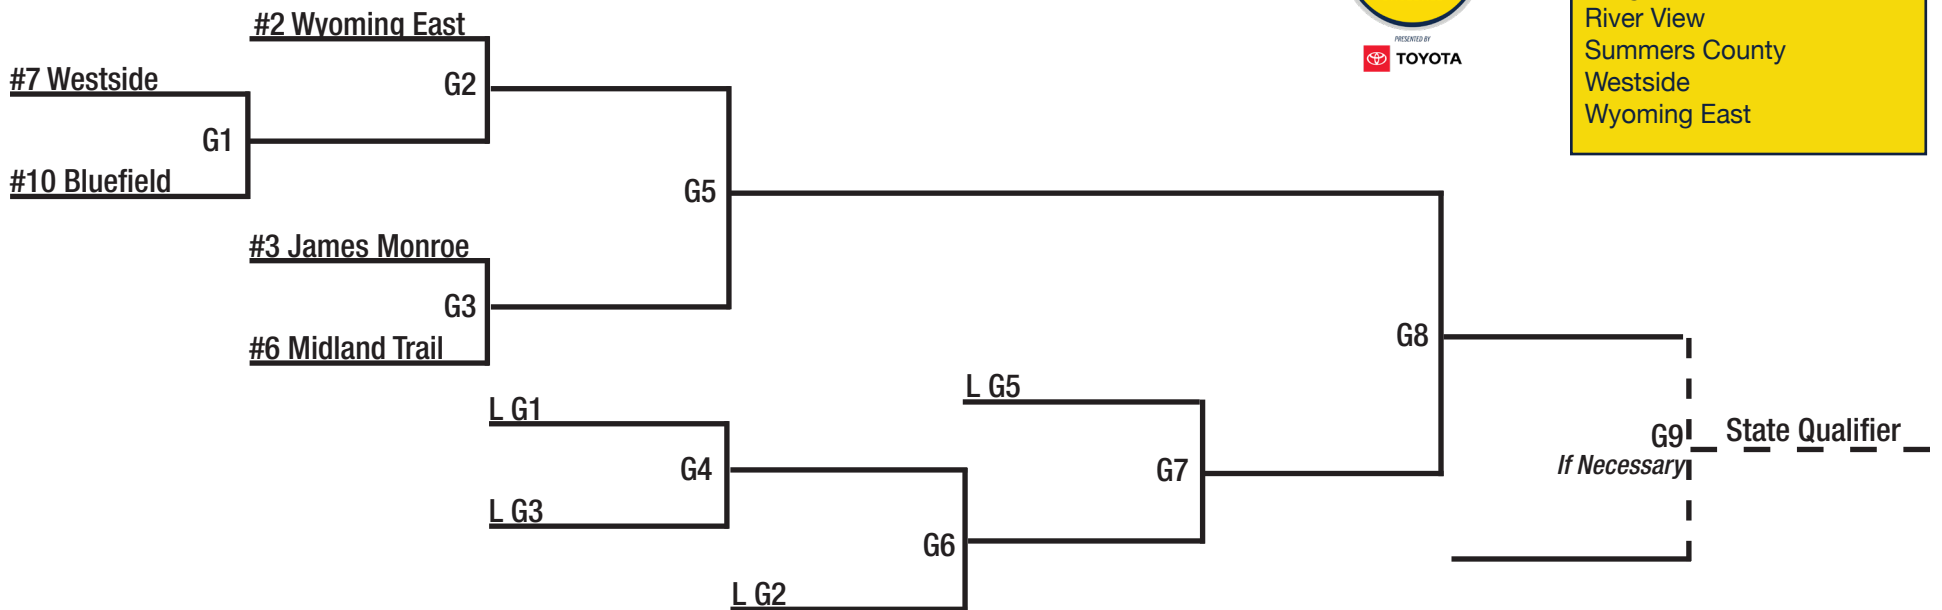 #2 Wyoming East
#7 Westside
G2
G1
#10 Bluefield
G5
#3 James Monroe
G3
#6 Midland Trail
G8
L G5
L G1
G9
State Qualifier
If Necessary
G4
G7
L G3
G6
L G2
PRESENTED BY
TOYOTA
River View
Summers County
Westside
Wyoming East